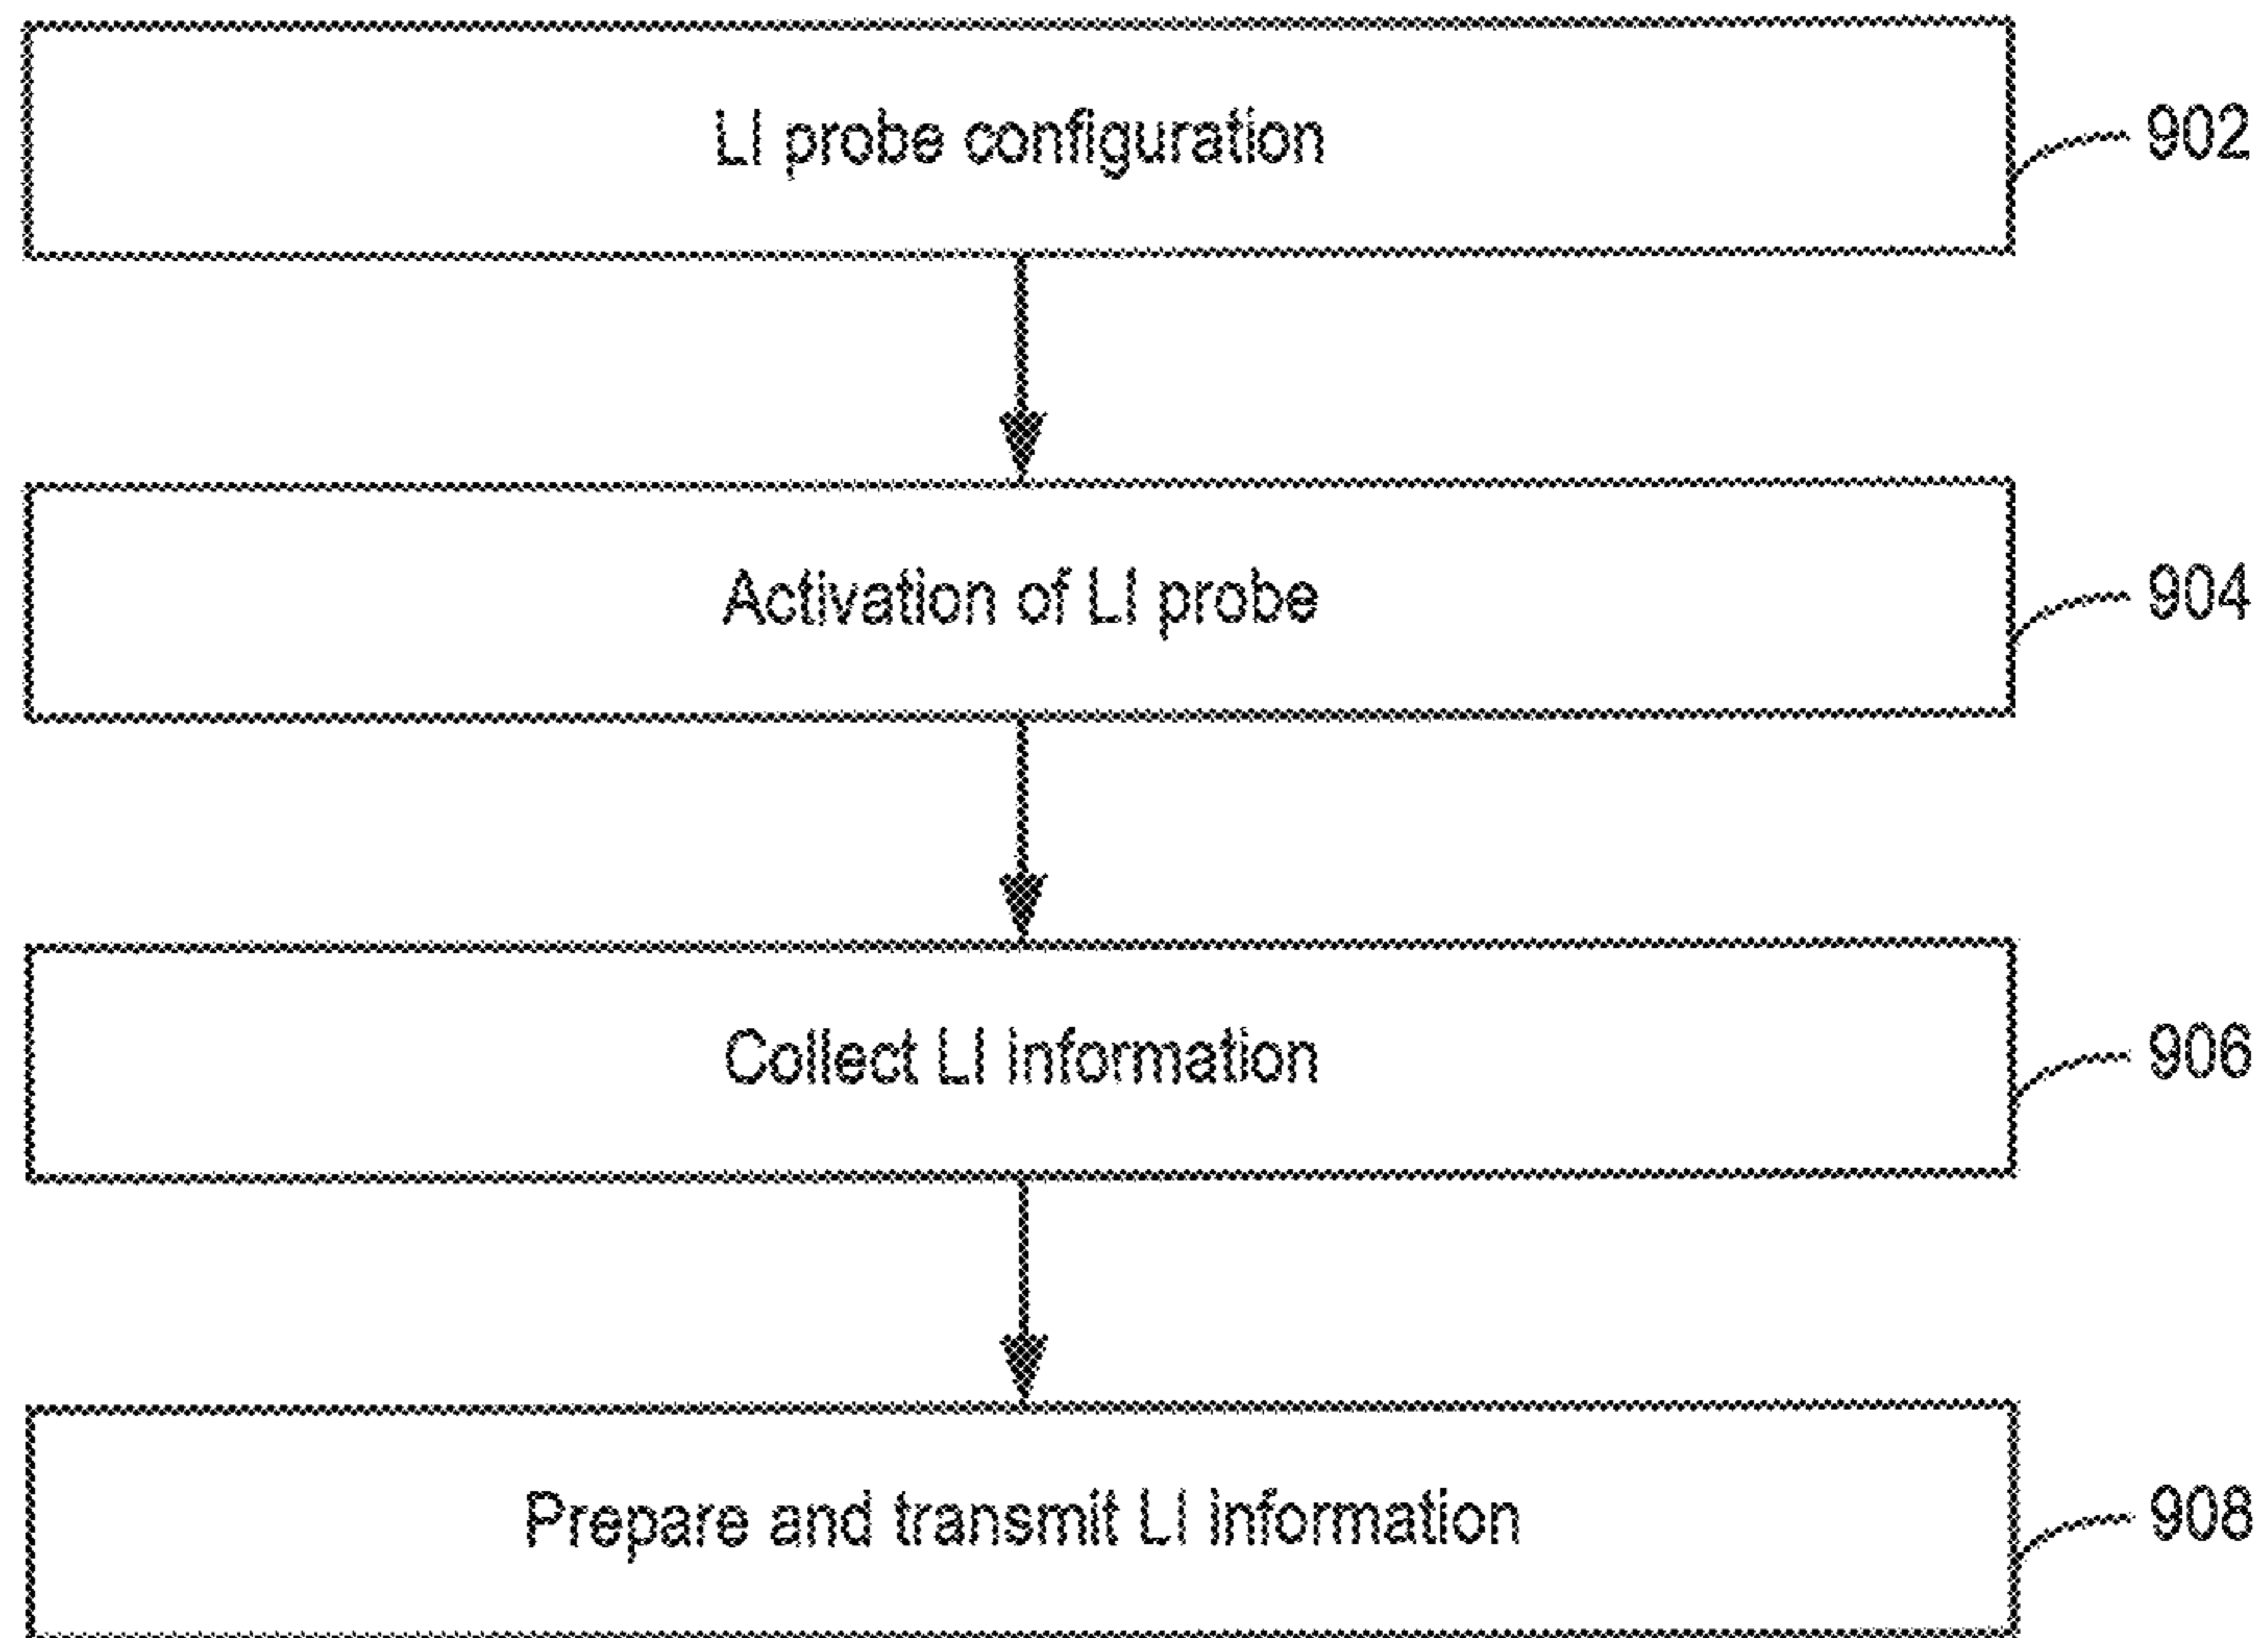 LI probe configuration
902
Activation of LI probe
904
Collect LI information
906
Prepare and transmit LI information
908